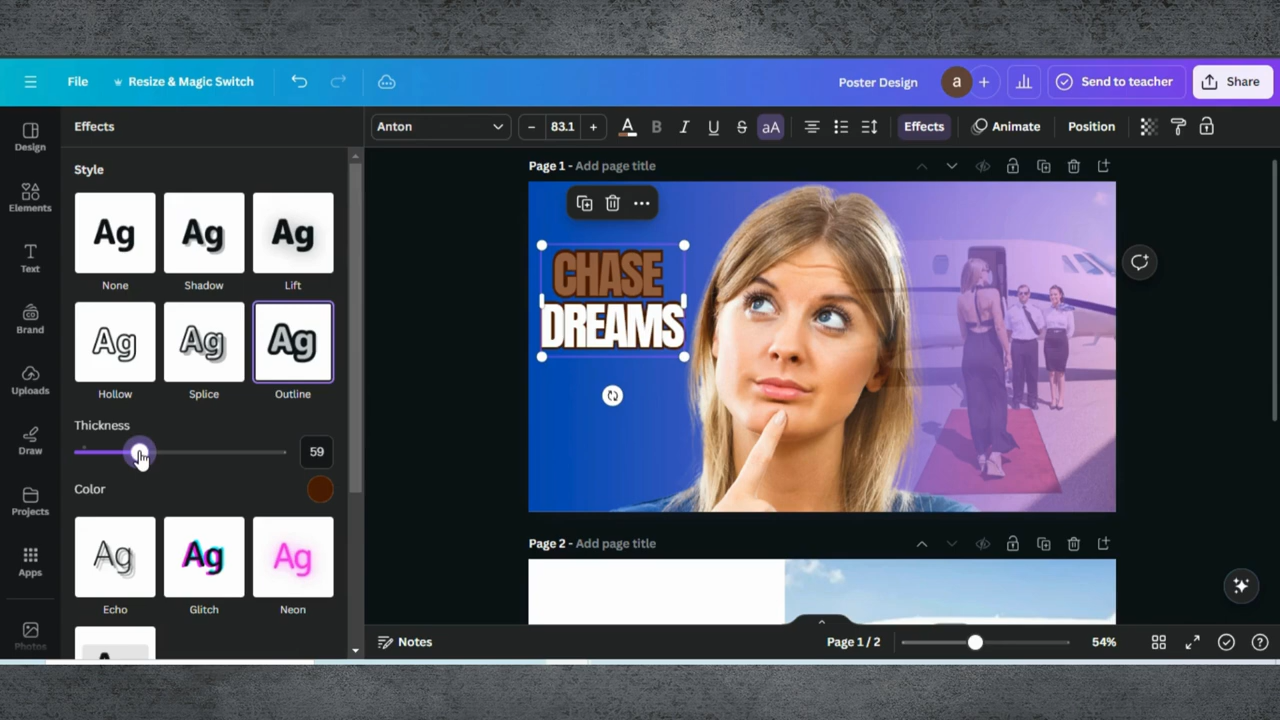 File
Resize & Magic Switch
Poster Design
a
Send to teacher
Share
Design
Elements
Text
Brand
Uploads
Draw
Projects
Apps
Photos
Effects
Style
Ag
Ag
Ag
None
Shadow
Lift
Ag
Ag
Ag
Hollow
Splice
Outline
Thickness
59
Color
Ag
Ag
Ag
Echo
Glitch
Neon
Anton
83.1
A
B
I
U
S
aA
Effects
Animate
Position
Page 1 - Add page title
CHASE
DREAMS
Page 2 - Add page title
Notes
Page 1 / 2
54%